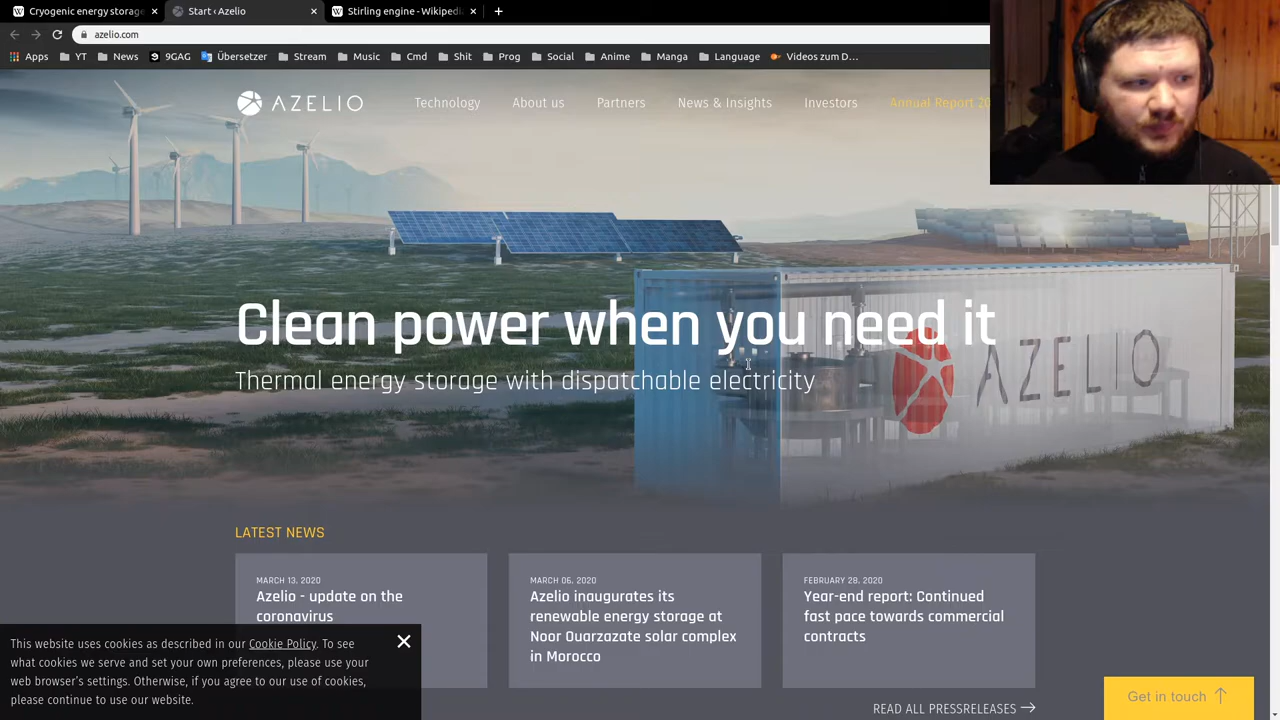 Cryogenic energy storage
Start ‹ Azelio
Stirling engine - Wikipedi
azelio.com
Apps
YT
News
9GAG
Übersetzer
Stream
Music
Cmd
Shit
Prog
Social
Anime
Manga
Language
Videos zum D…
AZELIO
Technology
About us
Partners
News & Insights
Investors
Annual Report 20
Clean power when you need it
Thermal energy storage with dispatchable electricity
AZELIO
LATEST NEWS
MARCH 13, 2020
Azelio - update on the
coronavirus
MARCH 06, 2020
Azelio inaugurates its
renewable energy storage at
Noor Ouarzazate solar complex
in Morocco
FEBRUARY 28, 2020
Year-end report: Continued
fast pace towards commercial
contracts
This website uses cookies as described in our Cookie Policy. To see
what cookies we serve and set your own preferences, please use your
web browser's settings. Otherwise, if you agree to our use of cookies,
please continue to use our website.
READ ALL PRESSRELEASES
Get in touch